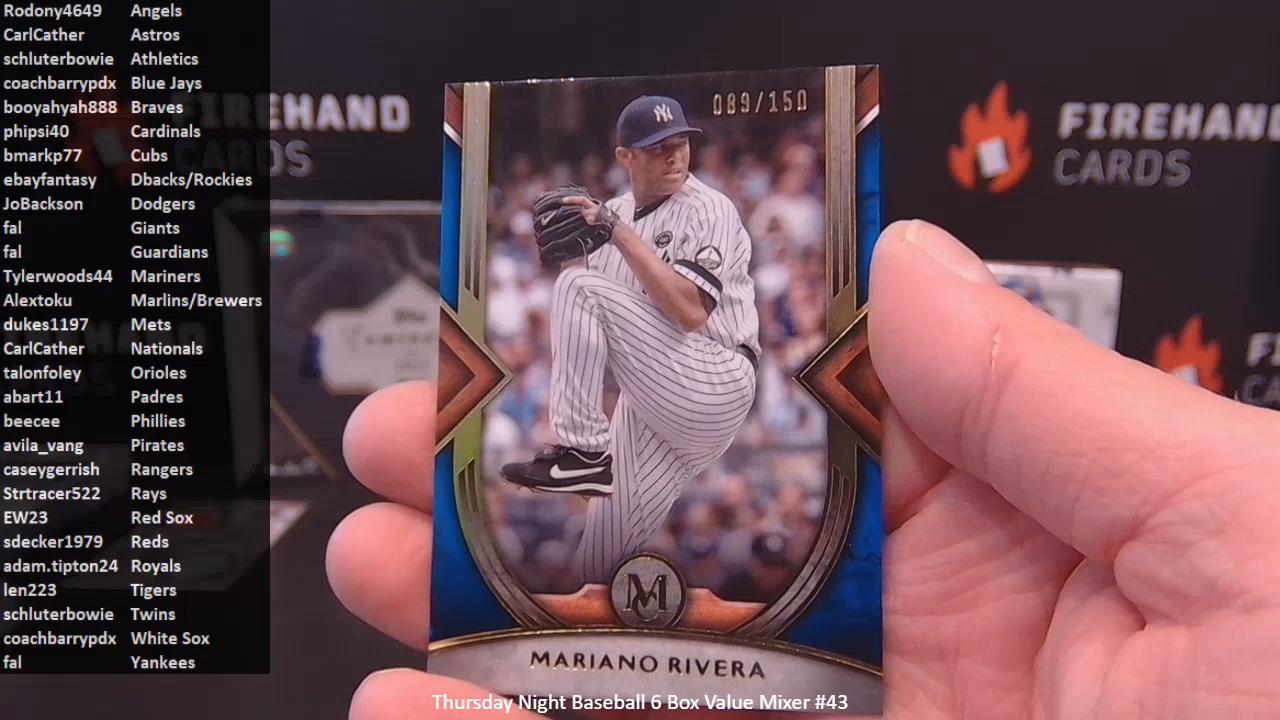 Rodony4649 Angels
CarlCather Astros
schluterbowie Athletics
coachbarrypdx Blue Jays
booyahyah888 Braves
phipsi40 Cardinals
bmarkp77 Cubs
ebayfantasy Dbacks/Rockies
JoBackson Dodgers
fal Giants
fal Guardians
Tylerwoods44 Mariners
Alextoku Marlins/Brewers
dukes1197 Mets
CarlCather Nationals
talonfoley Orioles
abart11 Padres
beecee Phillies
avila_vang Pirates
caseygerrish Rangers
Strtracer522 Rays
EW23 Red Sox
sdecker1979 Reds
adam.tipton24 Royals
len223 Tigers
schluterbowie Twins
coachbarrypdx White Sox
fal Yankees
FIREHAND
CARDS
089/150
NY
M
MARIANO RIVERA
FIREHAND
CARDS
Thursday Night Baseball 6 Box Value Mixer #43